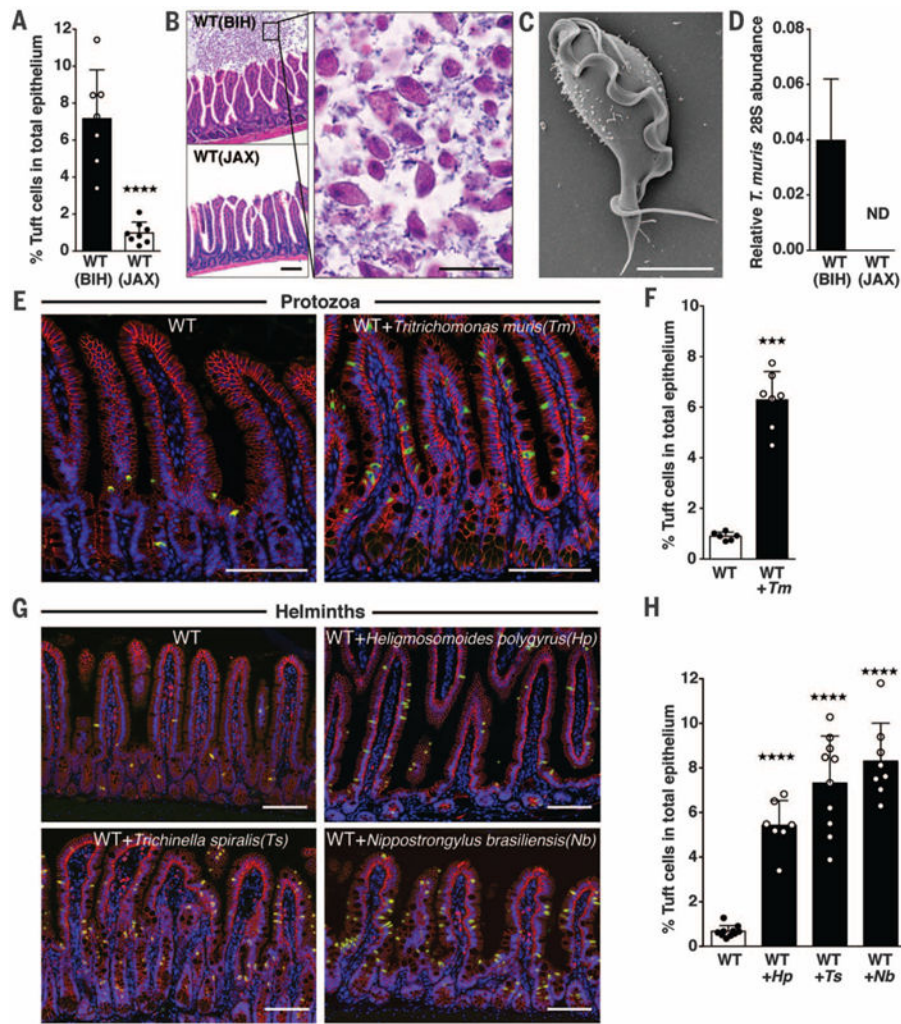 A
% Tuft cells in total epithelium
12
10
8
6
4
2
0
★★★★
WT
(BIH)
WT
(JAX)
B
WT(BIH)
WT(JAX)
C
D
Relative T. muris 28S abundance
0.08
0.06
0.04
0.02
0.00
ND
WT
(BIH)
WT
(JAX)
E
Protozoa
WT
WT+Tritrichomonas muris(Tm)
F
% Tuft cells in total epithelium
10
8
6
4
2
0
★★★
WT
WT
+Tm
G
Helminths
WT
WT+Heligmosomoides polygyrus(Hp)
WT+Trichinella spiralis(Ts)
WT+Nippostrongylus brasiliensis(Nb)
H
% Tuft cells in total epithelium
12
10
8
6
4
2
0
★★★★
★★★★
★★★★
WT
WT
+Hp
WT
+Ts
WT
+Nb